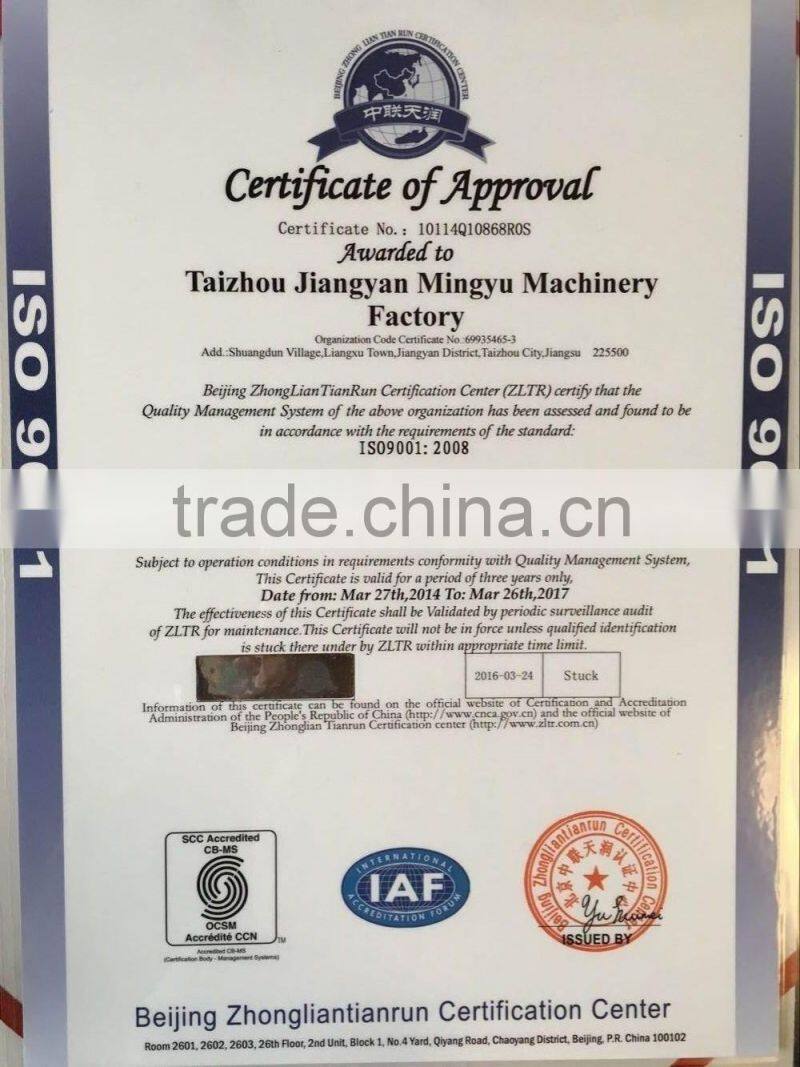 BEIJING ZHONG LIAN TIAN RUN CERTIFICATION CENTER
中联天润
Certificate of Approval
Certificate No.: 10114Q10868R0S
Awarded to
Taizhou Jiangyan Mingyu Machinery
Factory
Organization Code Certificate No.:69935465-3
Add.:Shuangdun Village,Liangxu Town,Jiangyan District,Taizhou City,Jiangsu 225500
Beijing ZhongLianTianRun Certification Center (ZLTR) certify that the
Quality Management System of the above organization has been assessed and found to be
in accordance with the requirements of the standard:
ISO9001: 2008
trade.china.cn
Subject to operation conditions in requirements conformity with Quality Management System,
This Certificate is valid for a period of three years only,
Date from: Mar 27th,2014 To: Mar 26th,2017
The effectiveness of this Certificate shall be Validated by periodic surveillance audit
of ZLTR for maintenance.This Certificate will not be in force unless qualified identification
is stuck there under by ZLTR within appropriate time limit.
2016-03-24 Stuck
Information of this certificate can be found on the official website of Certification and Accreditation
Administration of the People's Republic of China (http://www.cnca.gov.cn) and the official website of
Beijing Zhonglian Tianrun Certification center (http://www.zltr.com.cn)
ISO 9001
ISO 9001
SCC Accredited
CB-MS
OCSM
Accrédité CCN
TM
Accredited CB-MS
(Certification Body - Management Systems)
INTERNATIONAL
IAF
ACCREDITATION FORUM
Beijing Zhongliantianrun Certification Center
北京中联天润认证中心
ISSUED BY
Beijing Zhongliantianrun Certification Center
Room 2601, 2602, 2603, 26th Floor, 2nd Unit, Block 1, No.4 Yard, Qiyang Road, Chaoyang District, Beijing, P.R. China 100102